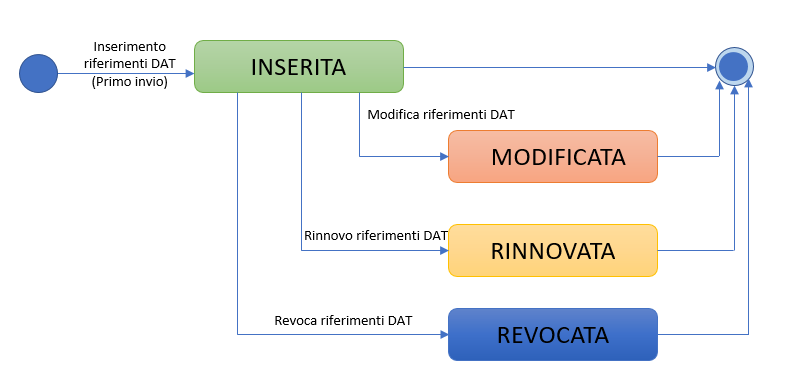 Inserimento
riferimenti DAT
(Primo invio)
INSERITA
Modifica riferimenti DAT
MODIFICATA
Rinnovo riferimenti DAT
RINNOVATA
Revoca riferimenti DAT
REVOCATA